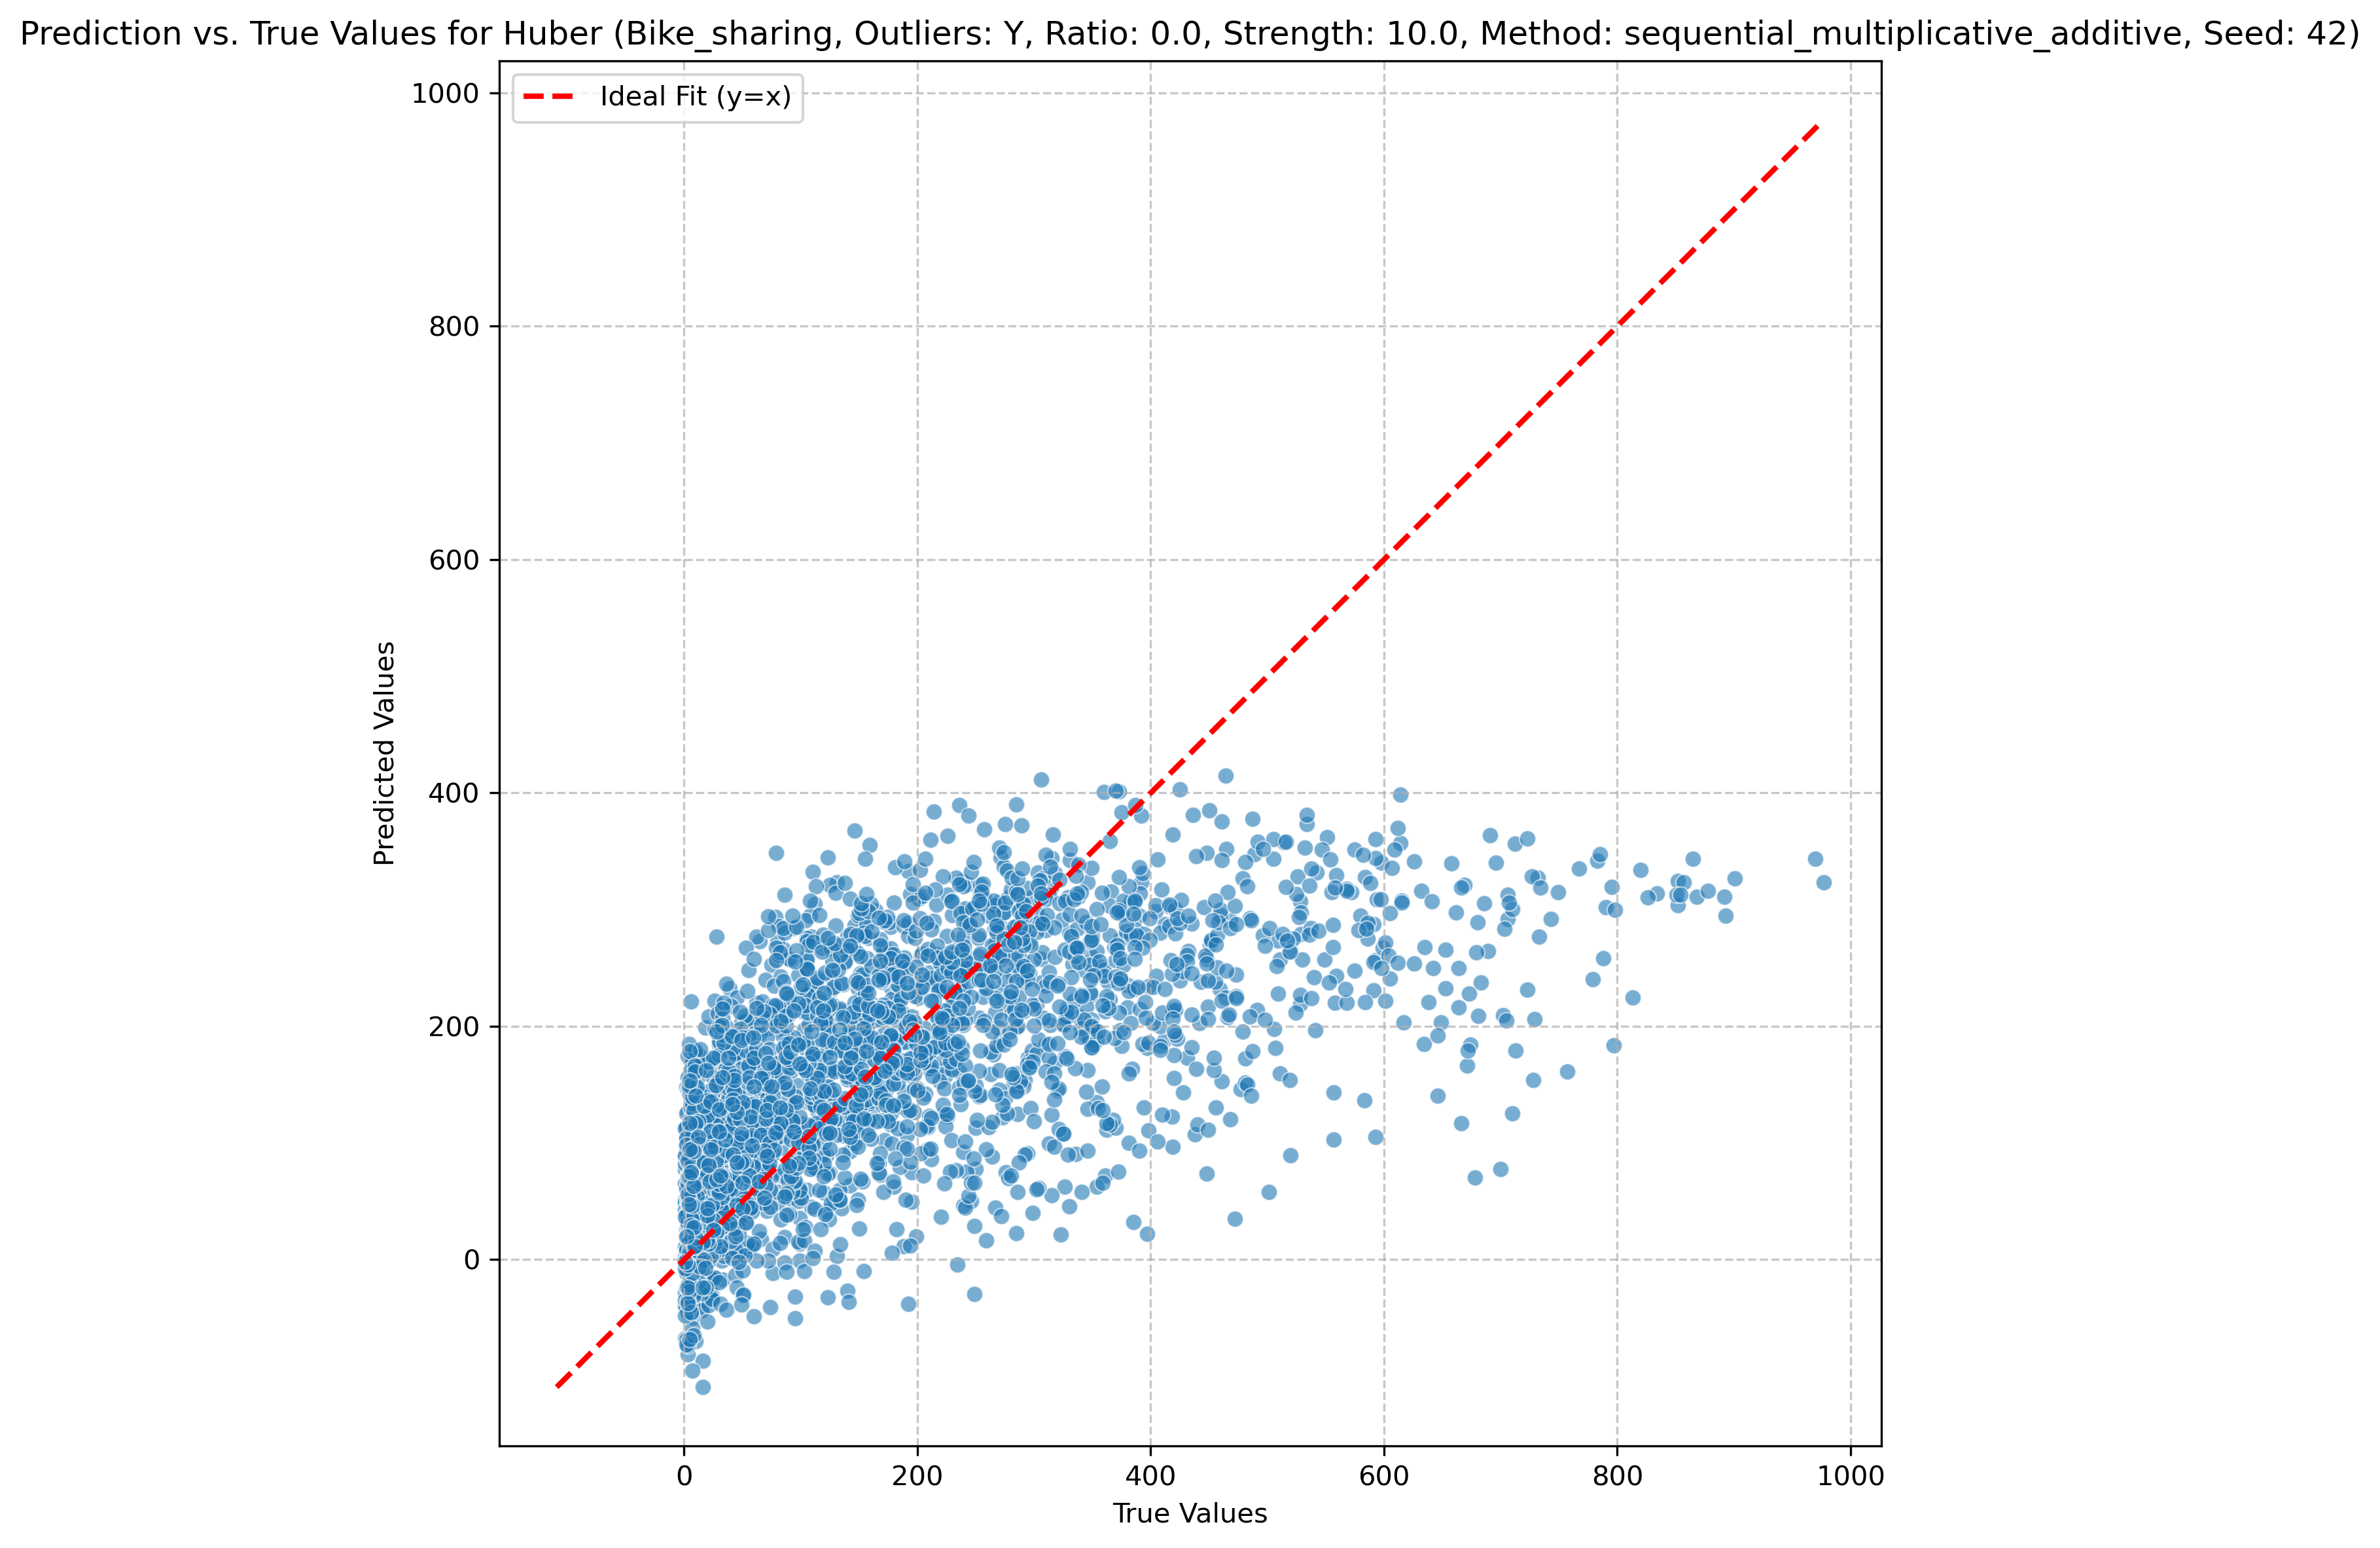 Prediction vs. True Values for Huber (Bike_sharing, Outliers: Y, Ratio: 0.0, Strength: 10.0, Method: sequential_multiplicative_additive, Seed: 42)
Ideal Fit (y=x)
1000
800
600
400
200
0
Predicted Values
0 200 400 600 800 1000
True Values